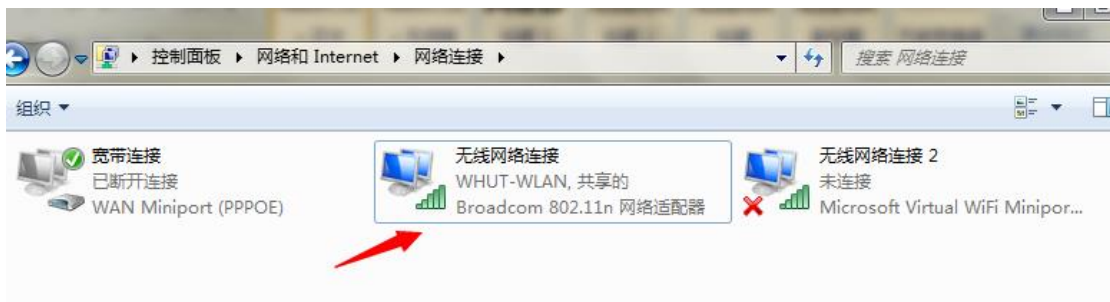 控制面板 ▸ 网络和 Internet ▸ 网络连接 ▸
搜索 网络连接
组织
宽带连接
已断开连接
WAN Miniport (PPPOE)
无线网络连接
WHUT-WLAN, 共享的
Broadcom 802.11n 网络适配器
无线网络连接 2
未连接
Microsoft Virtual WiFi Minipor...